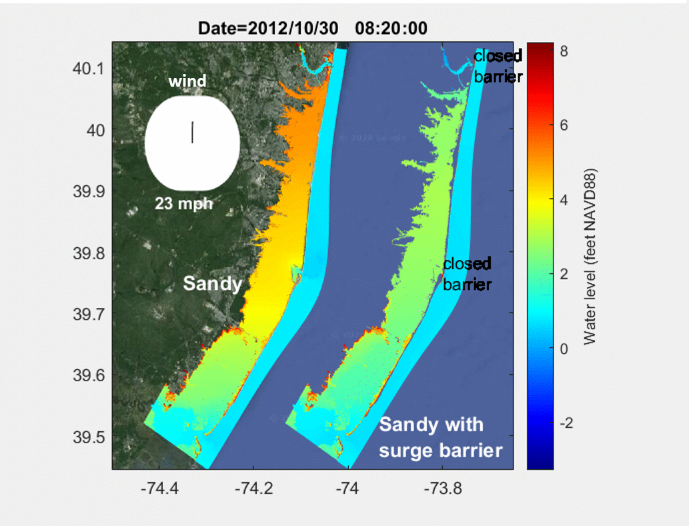 Date=2012/10/30 08:20:00
40.1
40
39.9
39.8
39.7
39.6
39.5
-74.4
-74.2
-74
-73.8
wind
23 mph
Sandy
closed
barrier
closed
barrier
Sandy with
surge barrier
8
6
4
2
0
-2
Water level (feet NAVD88)